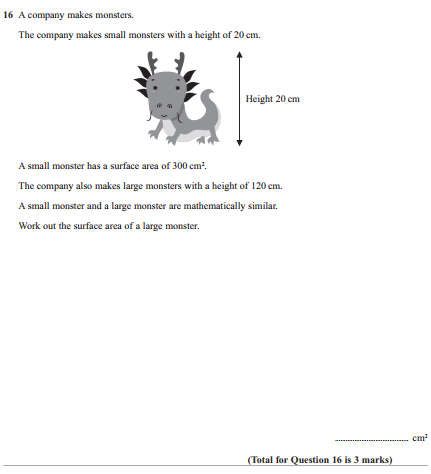 16 A company makes monsters.
The company makes small monsters with a height of 20 cm.
Height 20 cm
A small monster has a surface area of 300 cm².
The company also makes large monsters with a height of 120 cm.
A small monster and a large monster are mathematically similar.
Work out the surface area of a large monster.
.............................. cm²
(Total for Question 16 is 3 marks)